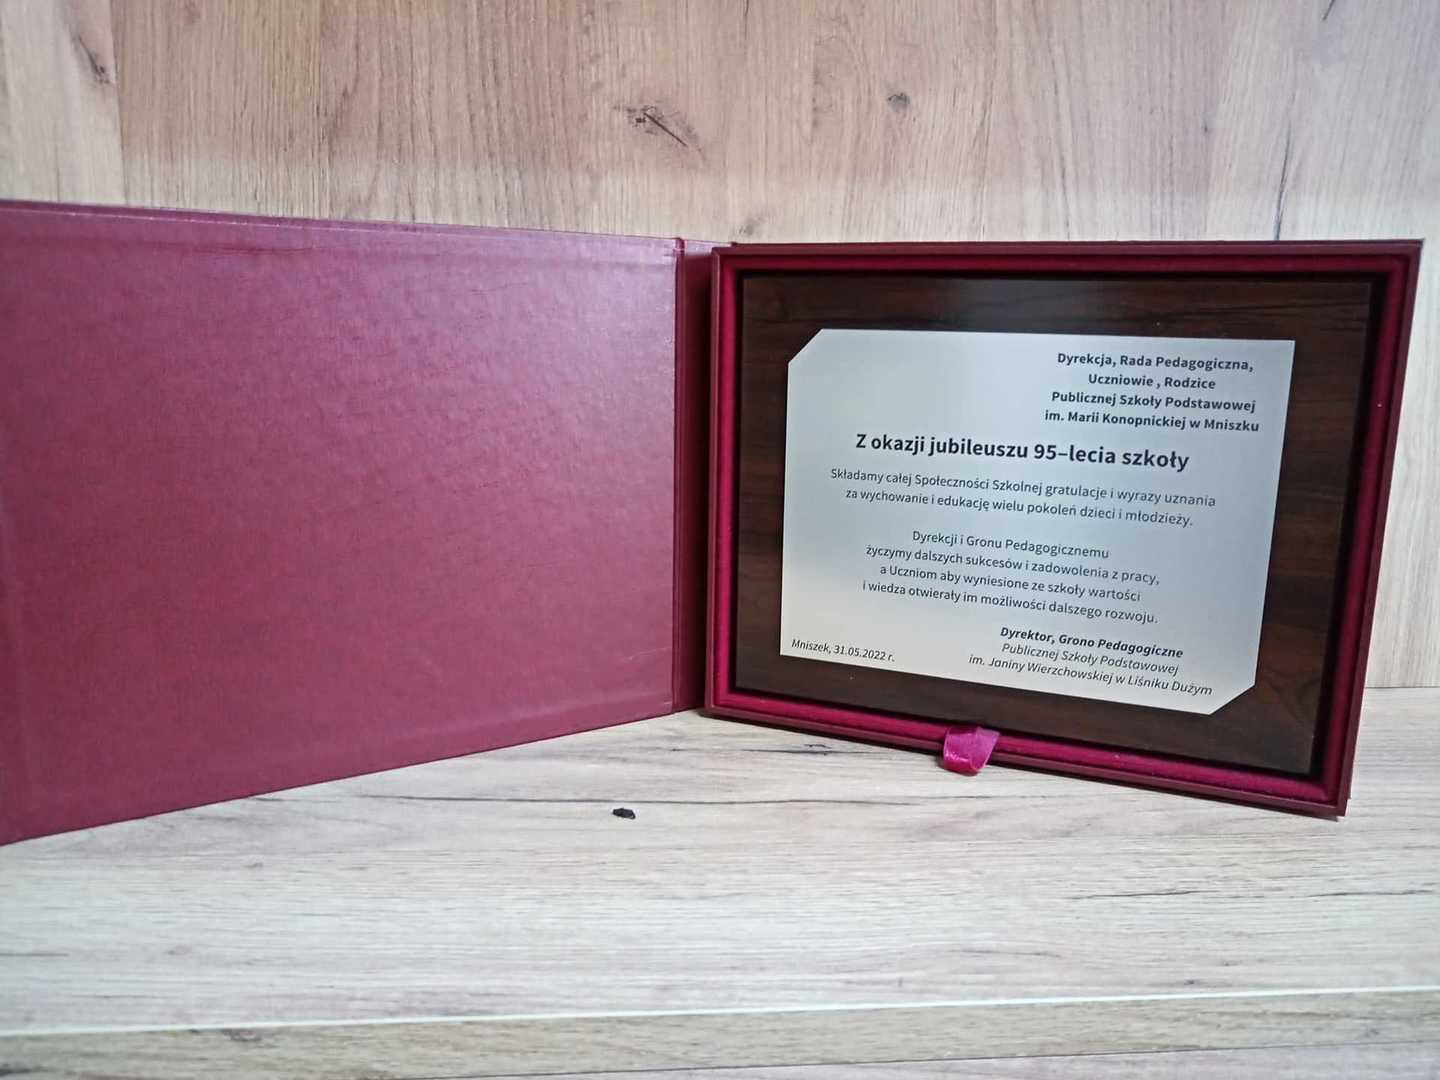 Dyrekcja, Rada Pedagogiczna,
Uczniowie , Rodzice
Publicznej Szkoły Podstawowej
im. Marii Konopnickiej w Mniszku
Z okazji jubileuszu 95–lecia szkoły
Składamy całej Społeczności Szkolnej gratulacje i wyrazy uznania
za wychowanie i edukację wielu pokoleń dzieci i młodzieży.
Dyrekcji i Gronu Pedagogicznemu
życzymy dalszych sukcesów i zadowolenia z pracy,
a Uczniom aby wyniesione ze szkoły wartości
i wiedza otwierały im możliwości dalszego rozwoju.
Dyrektor, Grono Pedagogiczne
Publicznej Szkoły Podstawowej
im. Janiny Wierzchowskiej w Liśniku Dużym
Mniszek, 31.05.2022 r.